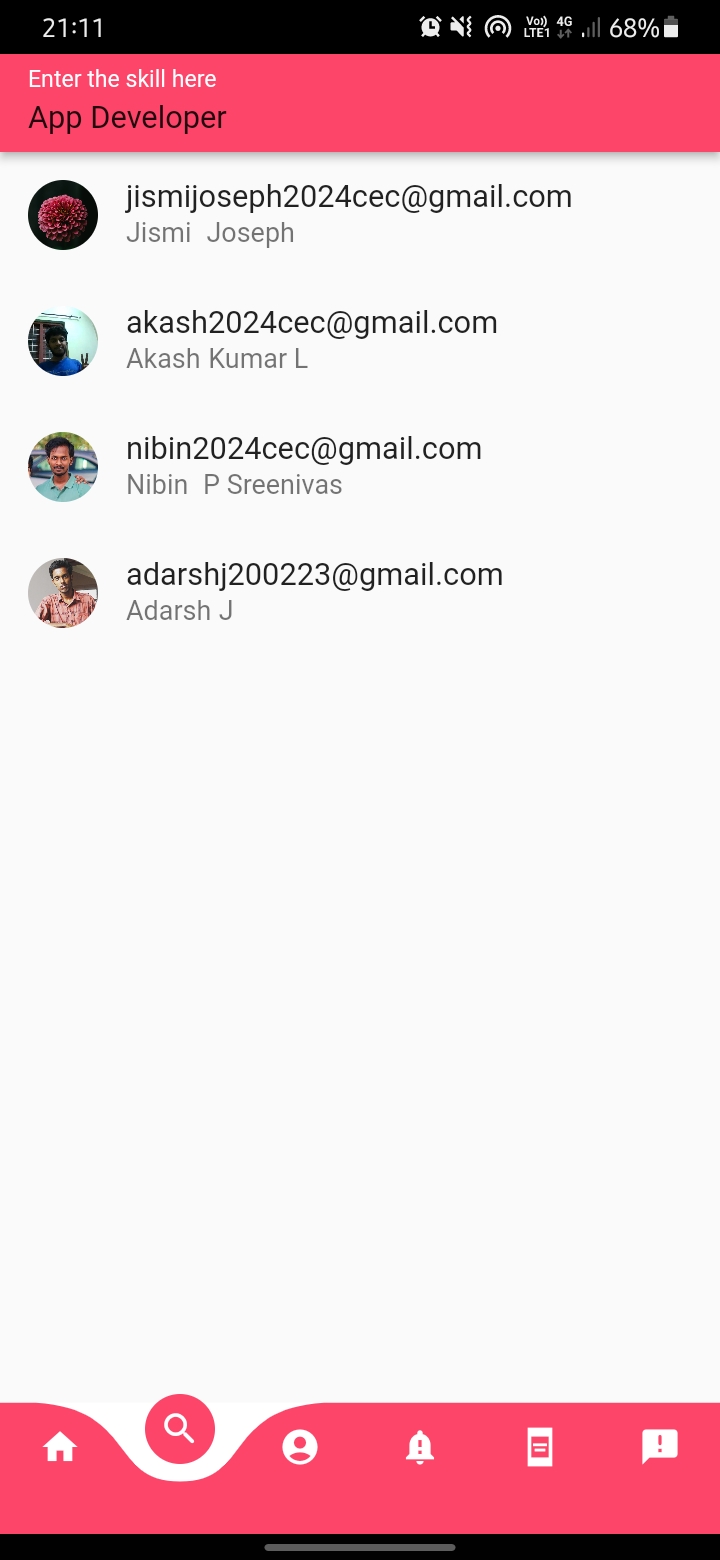 21:11
Vo)) LTE1 4G 68%
Enter the skill here
App Developer
jismijoseph2024cec@gmail.com
Jismi  Joseph
akash2024cec@gmail.com
Akash Kumar L
nibin2024cec@gmail.com
Nibin  P Sreenivas
adarshj200223@gmail.com
Adarsh J